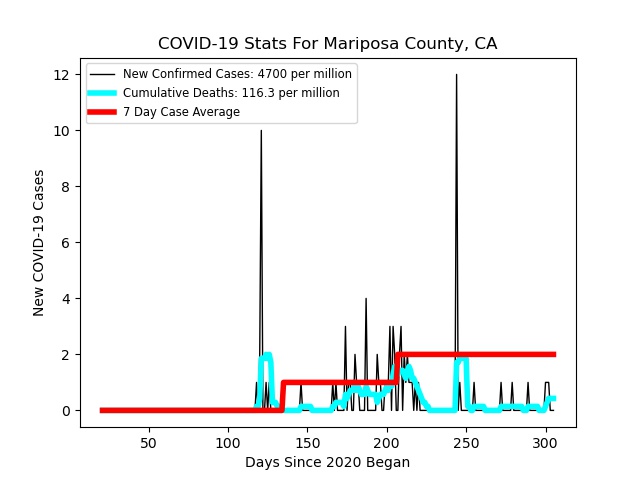 COVID-19 Stats For Mariposa County, CA
New Confirmed Cases: 4700 per million
Cumulative Deaths: 116.3 per million
7 Day Case Average
New COVID-19 Cases
12
10
8
6
4
2
0
50 100 150 200 250 300
Days Since 2020 Began